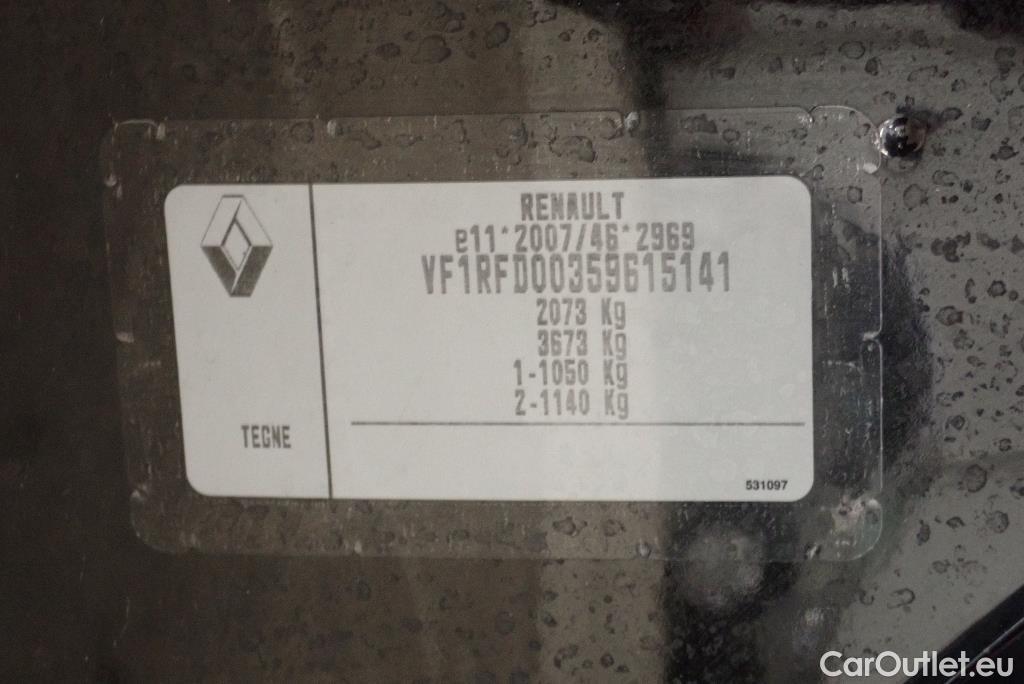 RENAULT
e11*2007/46*2969
VF1RFD00359615141
2073 Kg
3673 Kg
1-1050 Kg
2-1140 Kg
TEGNE
531097
CarOutlet.eu